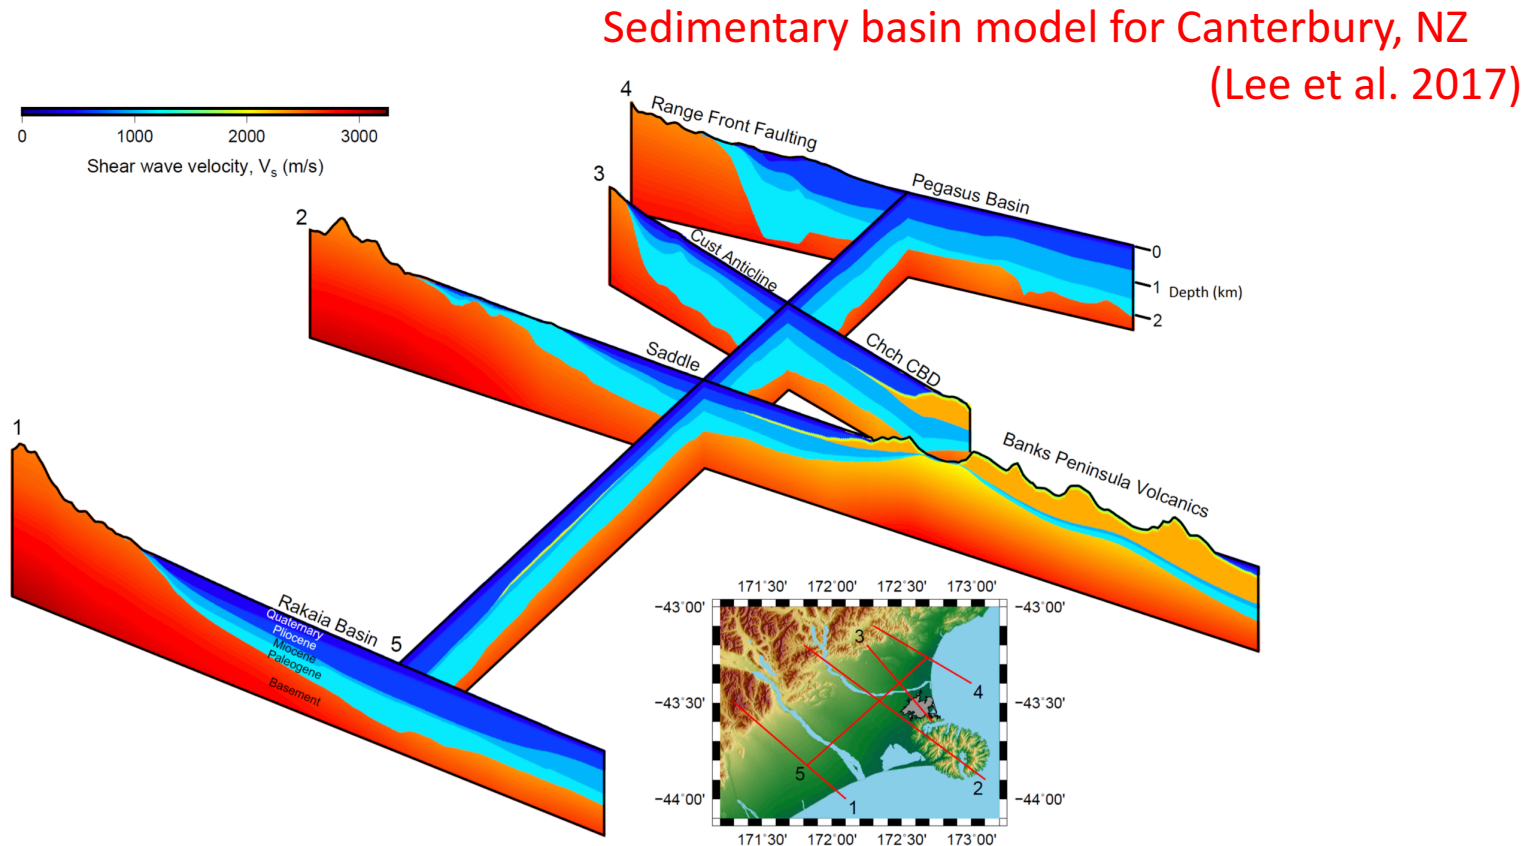 Sedimentary basin model for Canterbury, NZ
(Lee et al. 2017)
0 1000 2000 3000
Shear wave velocity, Vs (m/s)
4
Range Front Faulting
3
Pegasus Basin
2
Cust Anticline
0
1
Depth (km)
2
Saddle
Chch CBD
1
Banks Peninsula Volcanics
Rakaia Basin
5
Quaternary
Pliocene
Miocene
Paleogene
Basement
171˚30' 172˚00' 172˚30' 173˚00'
−43˚00' −43˚00'
3
4
−43˚30' −43˚30'
5
2
−44˚00' −44˚00'
1
171˚30' 172˚00' 172˚30' 173˚00'